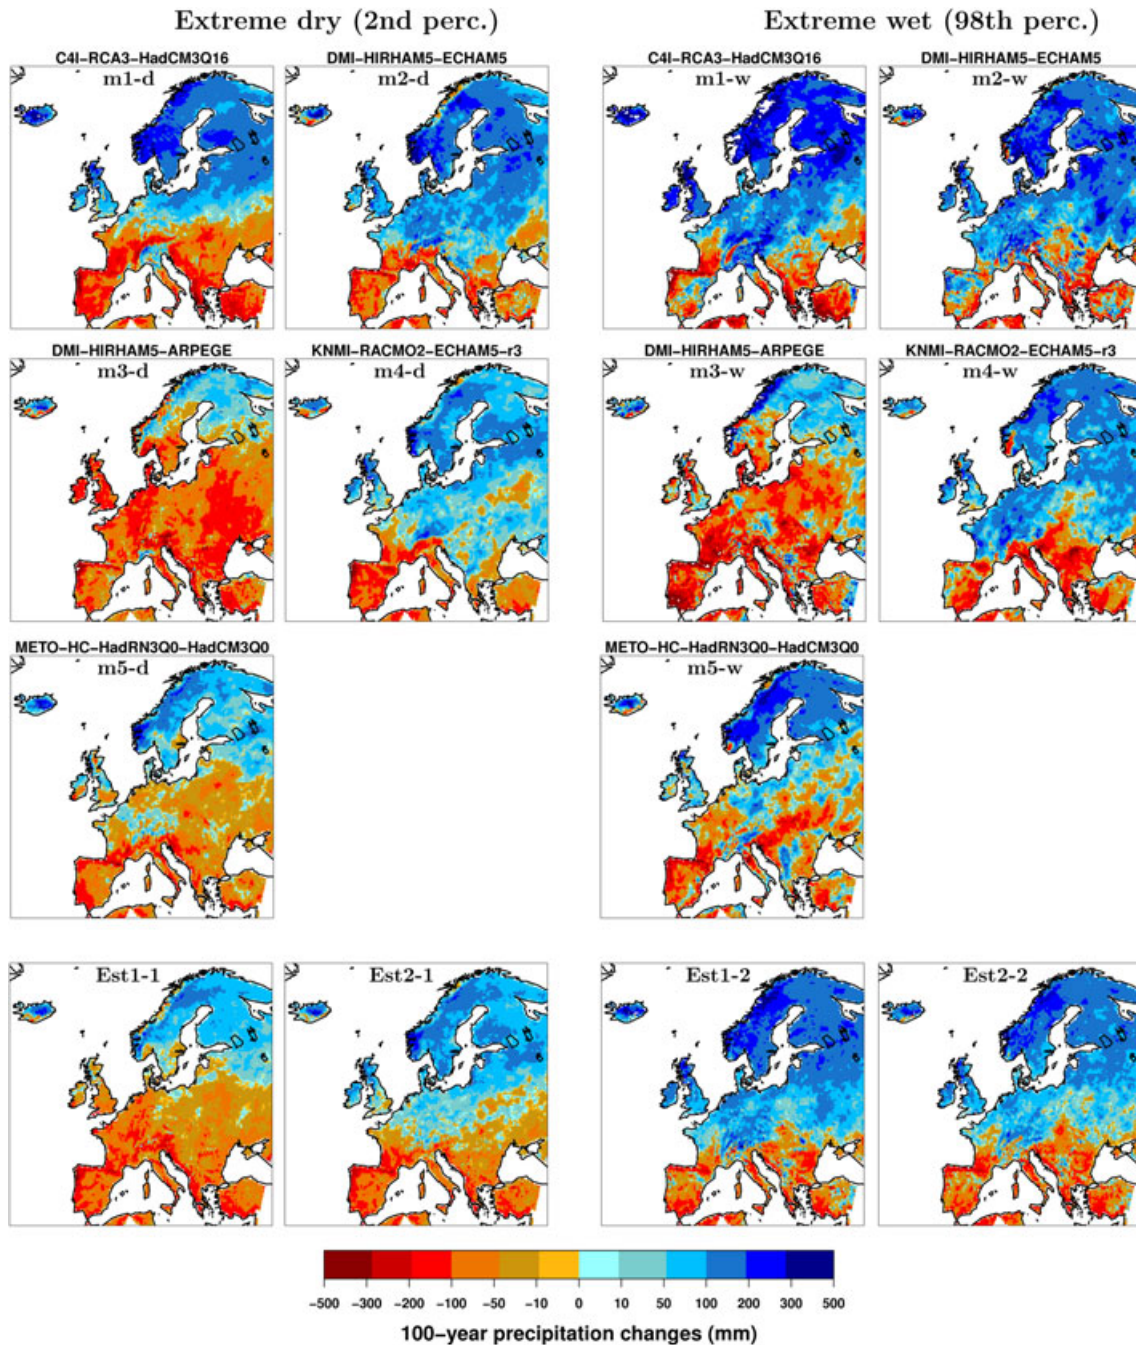 Extreme dry (2nd perc.) Extreme wet (98th perc.)
C4I-RCA3-HadCM3Q16 DMI-HIRHAM5-ECHAM5 C4I-RCA3-HadCM3Q16 DMI-HIRHAM5-ECHAM5
m1-d m2-d m1-w m2-w
DMI-HIRHAM5-ARPEGE KNMI-RACMO2-ECHAM5-r3 DMI-HIRHAM5-ARPEGE KNMI-RACMO2-ECHAM5-r3
m3-d m4-d m3-w m4-w
METO-HC-HadRN3Q0-HadCM3Q0 METO-HC-HadRN3Q0-HadCM3Q0
m5-d m5-w
Est1-1 Est2-1 Est1-2 Est2-2
-500 -300 -200 -100 -50 -10 0 10 50 100 200 300 500
100-year precipitation changes (mm)